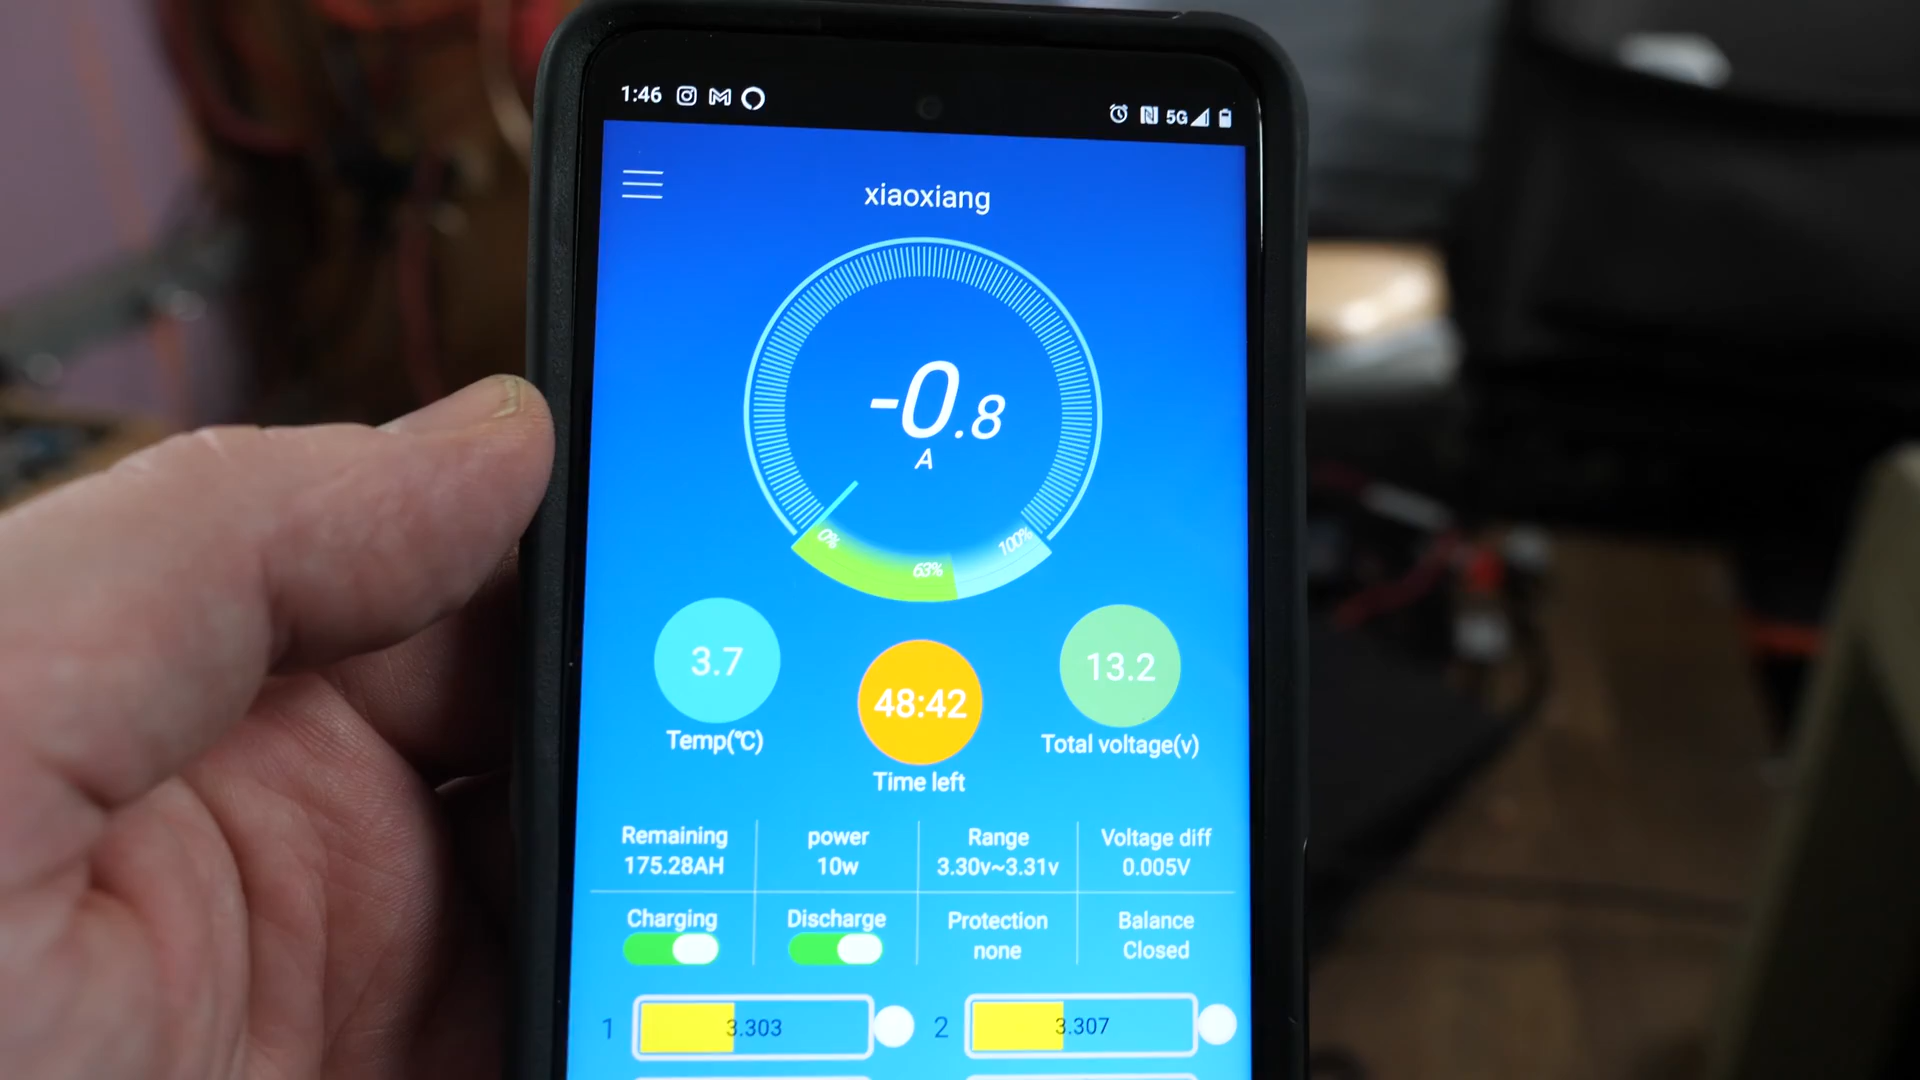 1:46
5G
xiaoxiang
-0.8
A
0%
63%
100%
3.7
Temp(℃)
48:42
Time left
13.2
Total voltage(v)
Remaining
175.28AH
power
10w
Range
3.30v~3.31v
Voltage diff
0.005V
Charging
Discharge
Protection
none
Balance
Closed
1
3.303
2
3.307